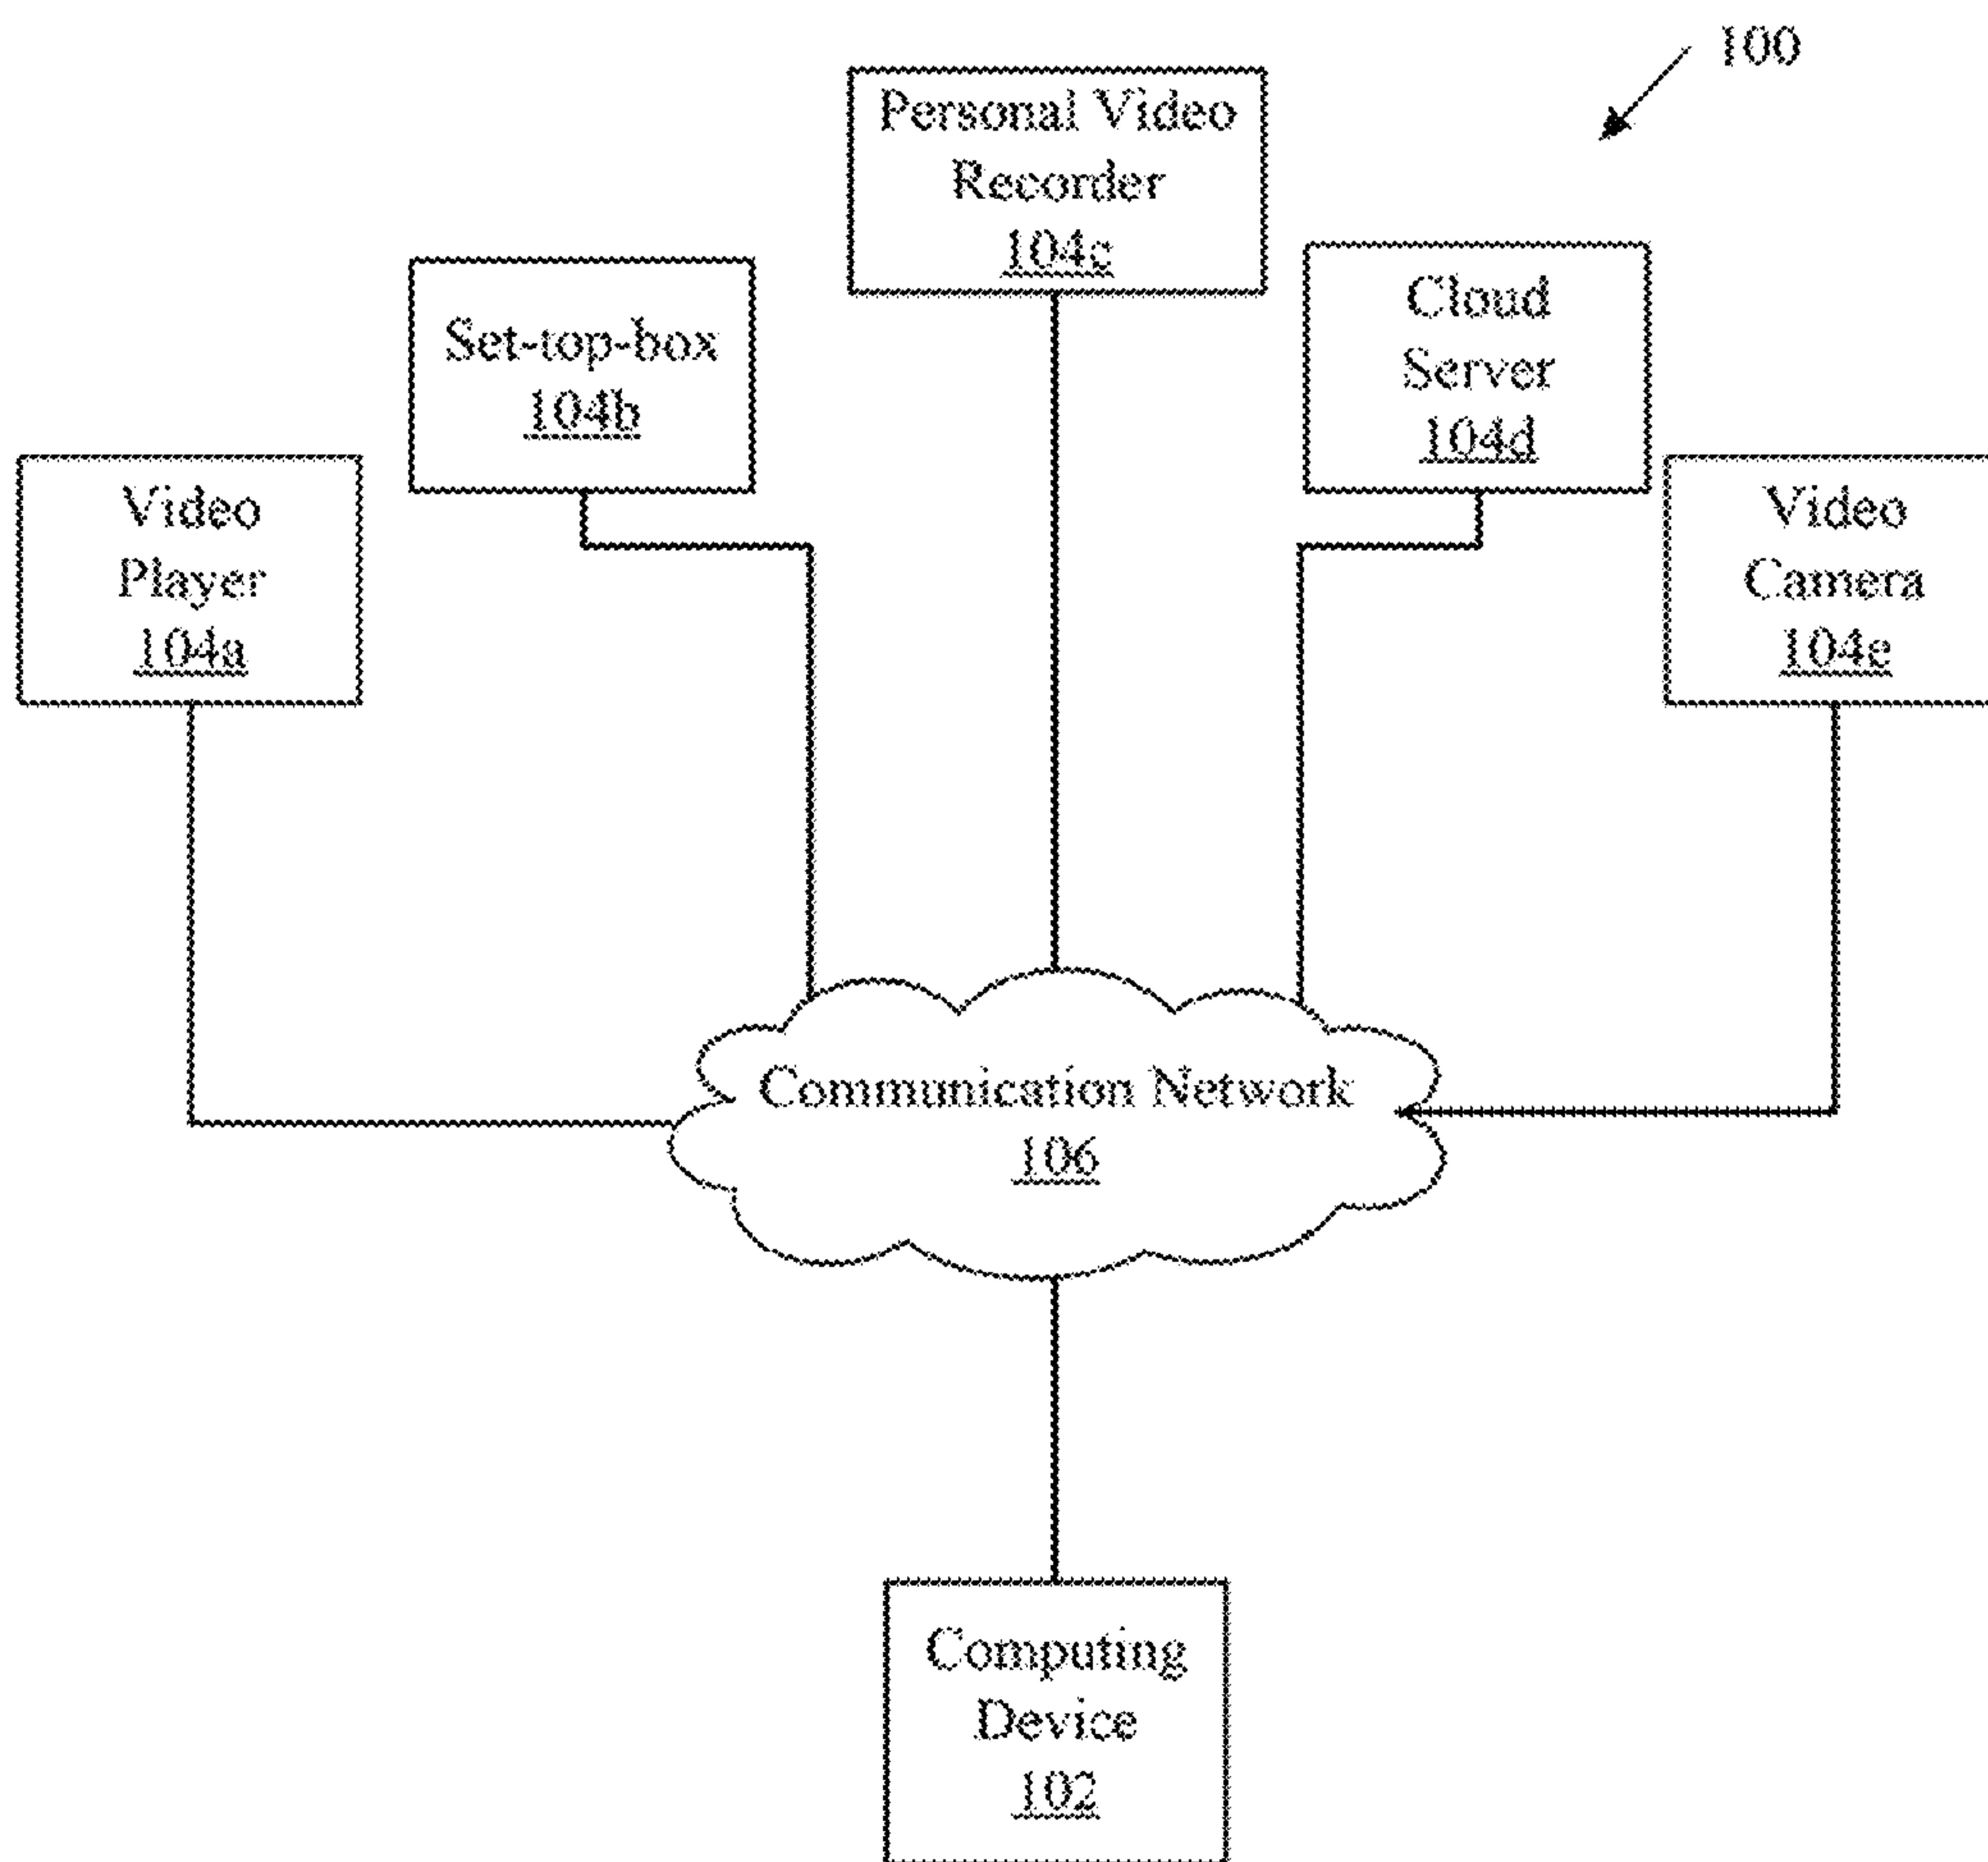 100
Personal Video
Recorder
104c
Set-top-box
104b
Cloud
Server
104d
Video
Player
104a
Video
Camera
104e
Communication Network
106
Computing
Device
102